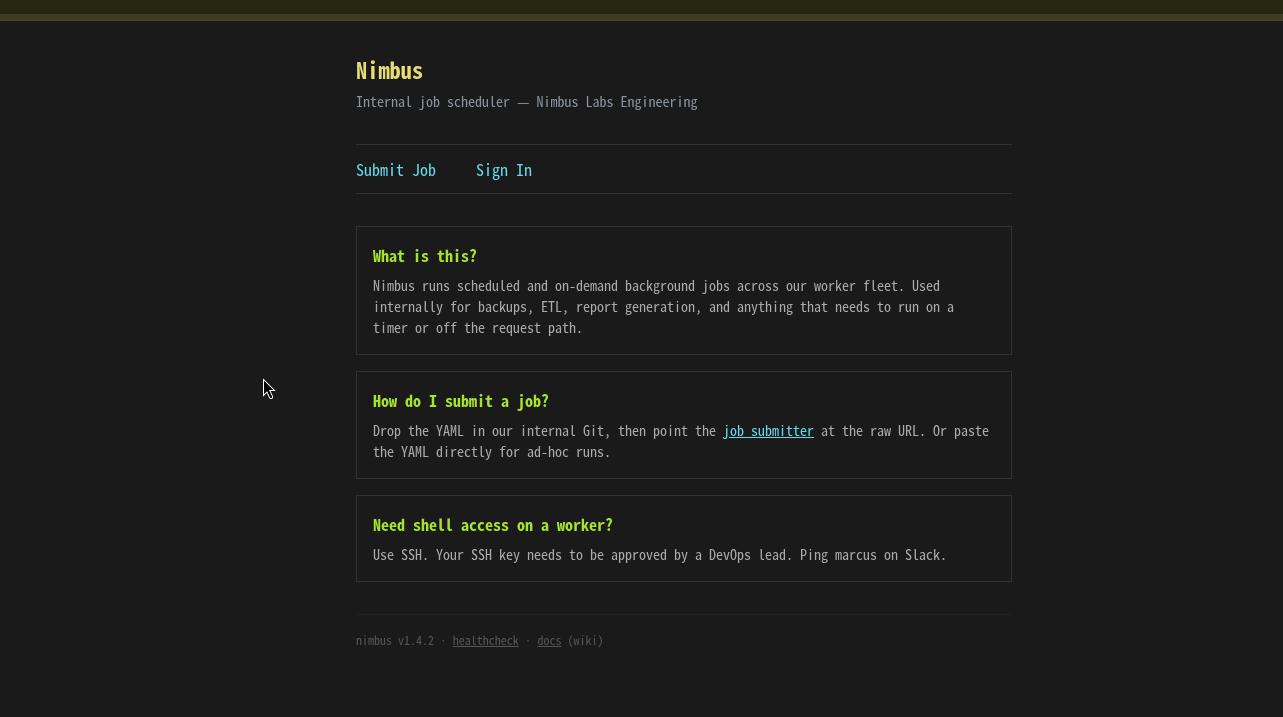 Nimbus
Internal job scheduler — Nimbus Labs Engineering
Submit Job Sign In
What is this?
Nimbus runs scheduled and on-demand background jobs across our worker fleet. Used
internally for backups, ETL, report generation, and anything that needs to run on a
timer or off the request path.
How do I submit a job?
Drop the YAML in our internal Git, then point the job submitter at the raw URL. Or paste
the YAML directly for ad-hoc runs.
Need shell access on a worker?
Use SSH. Your SSH key needs to be approved by a DevOps lead. Ping marcus on Slack.
nimbus v1.4.2 · healthcheck · docs (wiki)